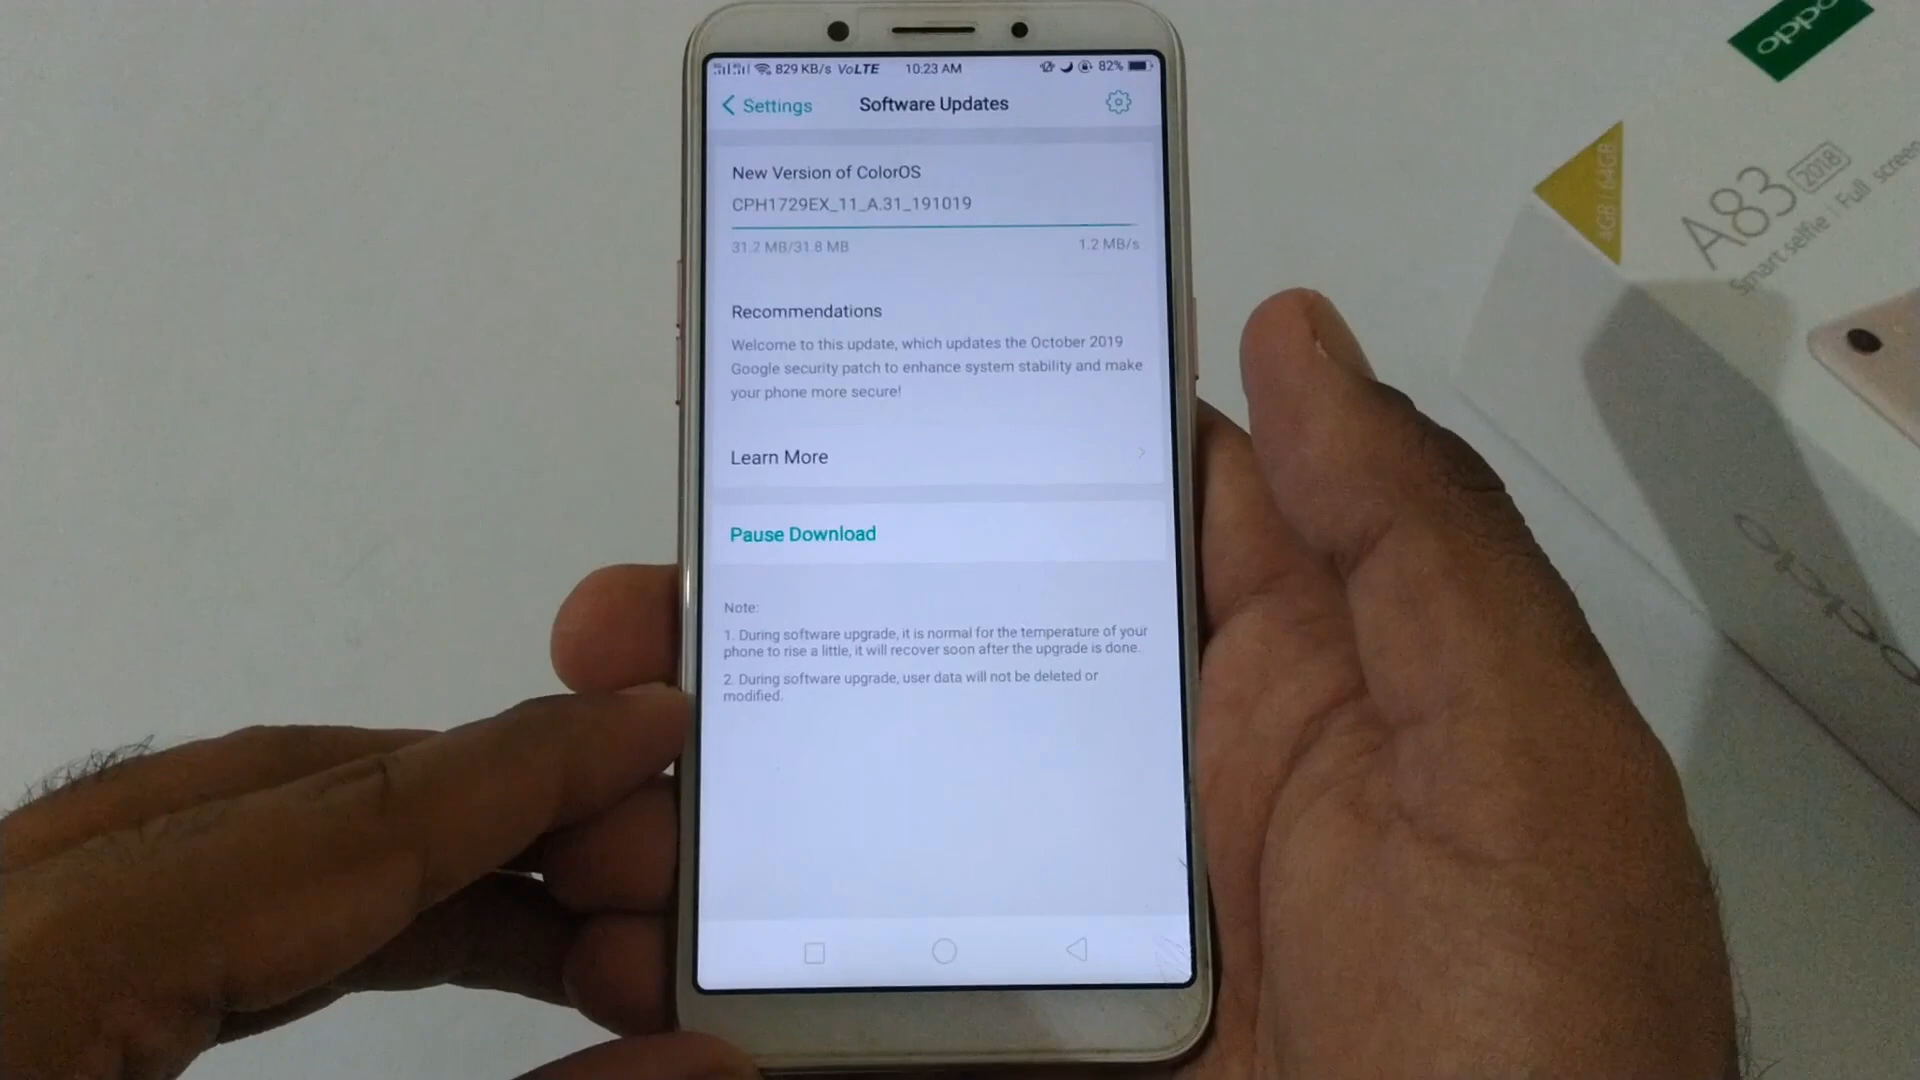 829 KB/s VoLTE 10:23 AM 82%
Settings Software Updates
New Version of ColorOS
CPH1729EX_11_A.31_191019
31.2 MB/31.8 MB 1.2 MB/s
Recommendations
Welcome to this update, which updates the October 2019
Google security patch to enhance system stability and make
your phone more secure!
Learn More
Pause Download
Note:
1. During software upgrade, it is normal for the temperature of your
phone to rise a little, it will recover soon after the upgrade is done.
2. During software upgrade, user data will not be deleted or
modified.
oppo
4GB / 64GB
A83 2018
Smart selfie | Full screen
oppo